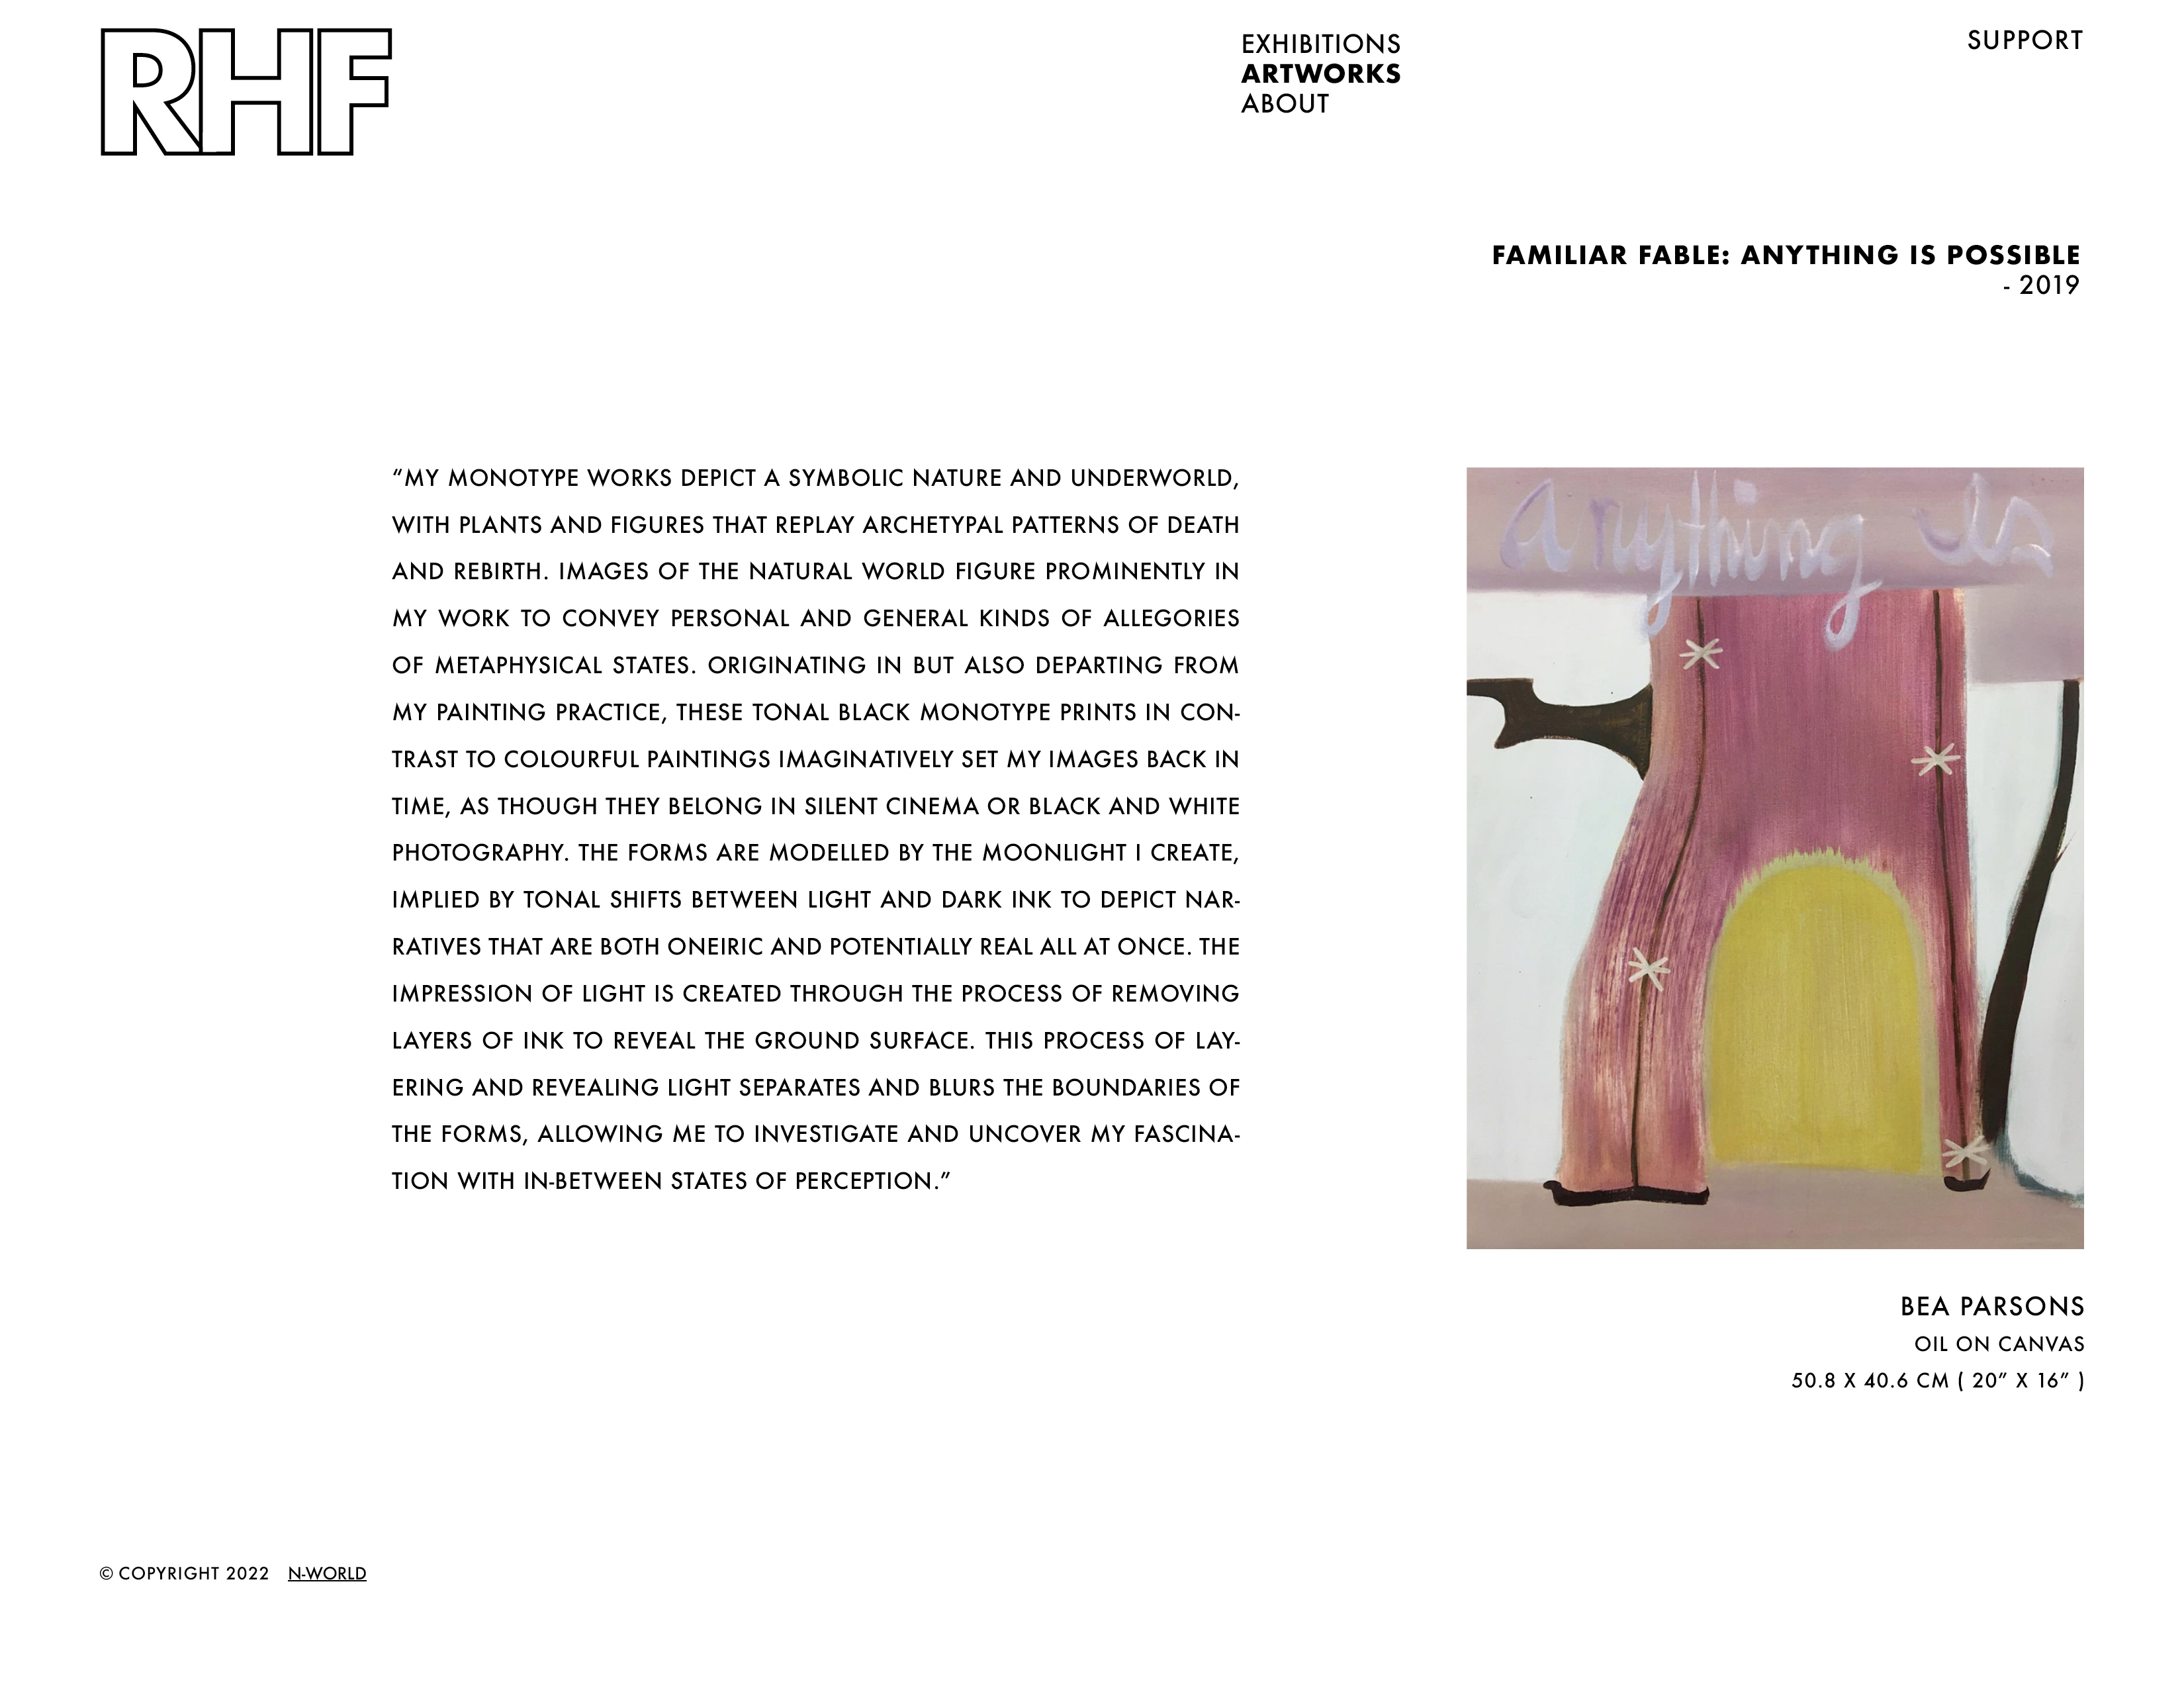 RHF
EXHIBITIONS
ARTWORKS
ABOUT
SUPPORT
FAMILIAR FABLE: ANYTHING IS POSSIBLE
- 2019
“MY MONOTYPE WORKS DEPICT A SYMBOLIC NATURE AND UNDERWORLD,
WITH PLANTS AND FIGURES THAT REPLAY ARCHETYPAL PATTERNS OF DEATH
AND REBIRTH. IMAGES OF THE NATURAL WORLD FIGURE PROMINENTLY IN
MY WORK TO CONVEY PERSONAL AND GENERAL KINDS OF ALLEGORIES
OF METAPHYSICAL STATES. ORIGINATING IN BUT ALSO DEPARTING FROM
MY PAINTING PRACTICE, THESE TONAL BLACK MONOTYPE PRINTS IN CON-
TRAST TO COLOURFUL PAINTINGS IMAGINATIVELY SET MY IMAGES BACK IN
TIME, AS THOUGH THEY BELONG IN SILENT CINEMA OR BLACK AND WHITE
PHOTOGRAPHY. THE FORMS ARE MODELLED BY THE MOONLIGHT I CREATE,
IMPLIED BY TONAL SHIFTS BETWEEN LIGHT AND DARK INK TO DEPICT NAR-
RATIVES THAT ARE BOTH ONEIRIC AND POTENTIALLY REAL ALL AT ONCE. THE
IMPRESSION OF LIGHT IS CREATED THROUGH THE PROCESS OF REMOVING
LAYERS OF INK TO REVEAL THE GROUND SURFACE. THIS PROCESS OF LAY-
ERING AND REVEALING LIGHT SEPARATES AND BLURS THE BOUNDARIES OF
THE FORMS, ALLOWING ME TO INVESTIGATE AND UNCOVER MY FASCINA-
TION WITH IN-BETWEEN STATES OF PERCEPTION.”
Anything Is
BEA PARSONS
OIL ON CANVAS
50.8 X 40.6 CM ( 20” X 16” )
© COPYRIGHT 2022 N-WORLD